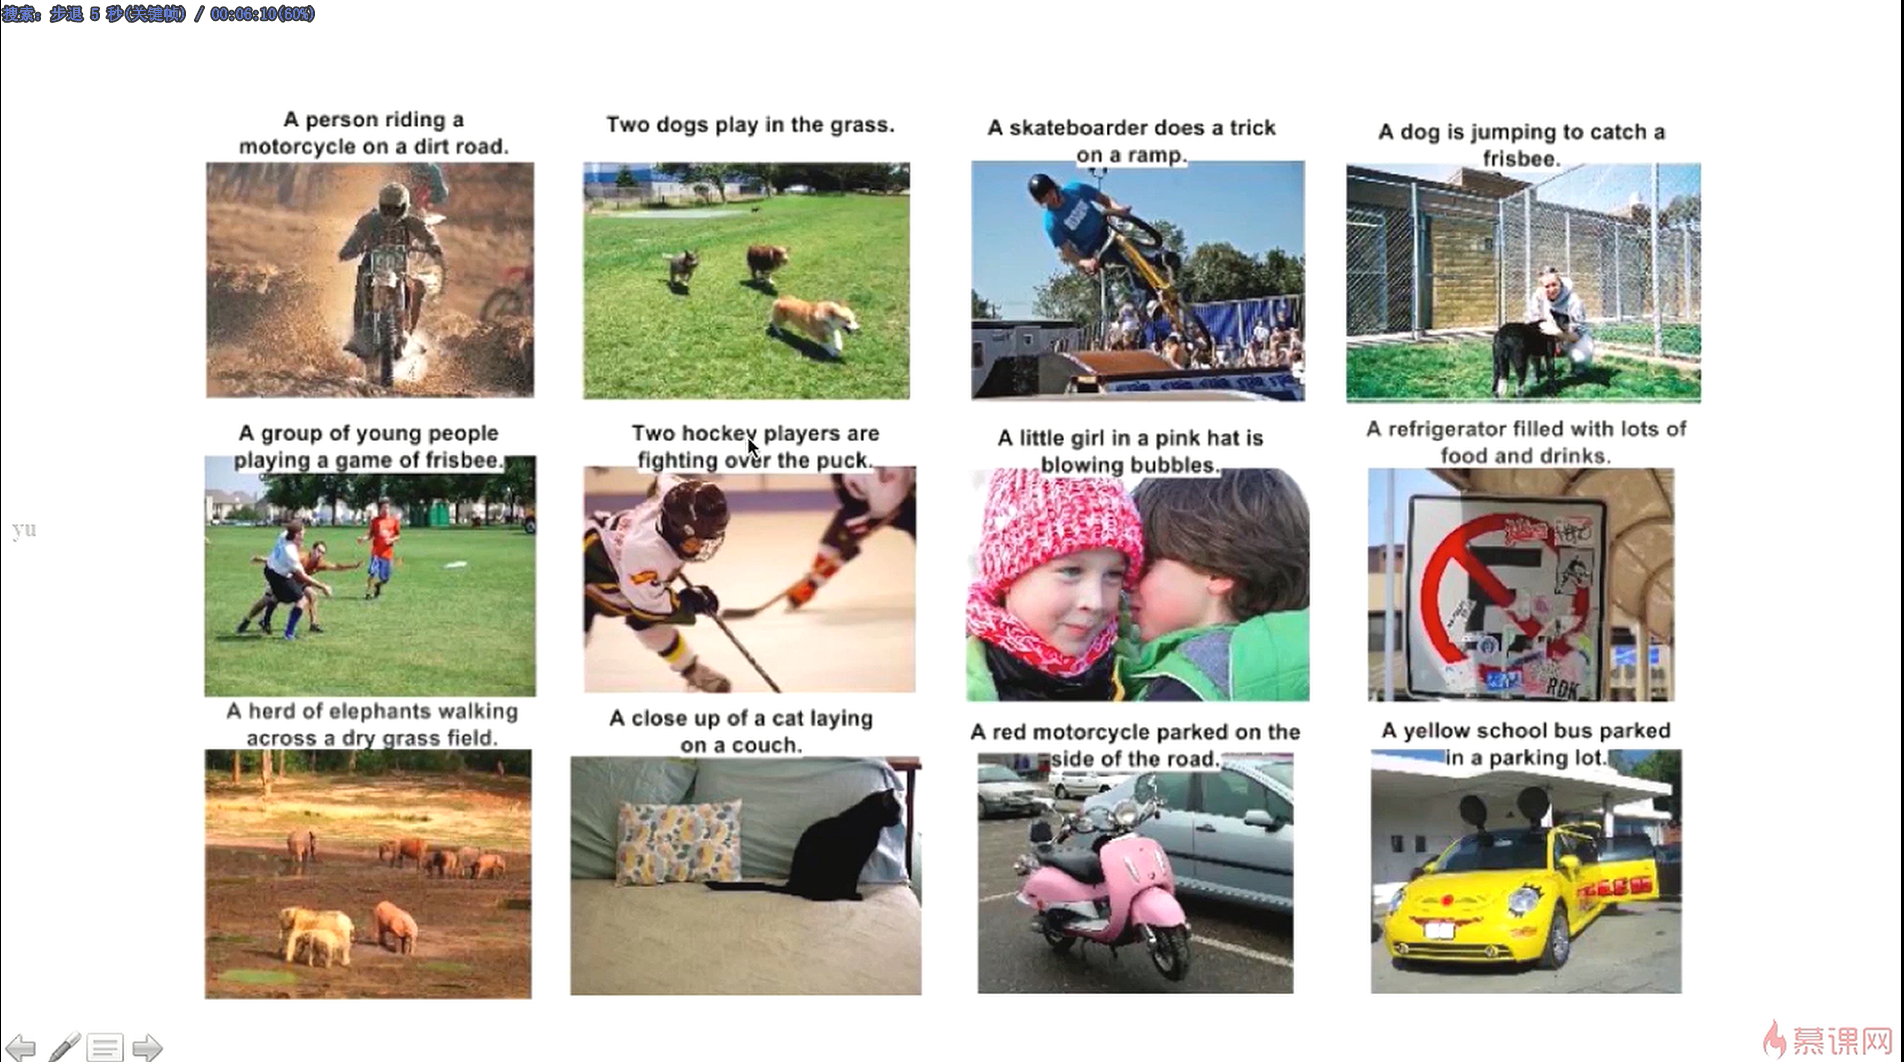 搜索: 步退 5 秒(关键帧) / 00:06:10(60%)
A person riding a
motorcycle on a dirt road.
Two dogs play in the grass.
A skateboarder does a trick
on a ramp.
A dog is jumping to catch a
frisbee.
A group of young people
playing a game of frisbee.
Two hockey players are
fighting over the puck.
A little girl in a pink hat is
blowing bubbles.
A refrigerator filled with lots of
food and drinks.
yu
RDK
A herd of elephants walking
across a dry grass field.
A close up of a cat laying
on a couch.
A red motorcycle parked on the
side of the road.
A yellow school bus parked
in a parking lot.
慕课网